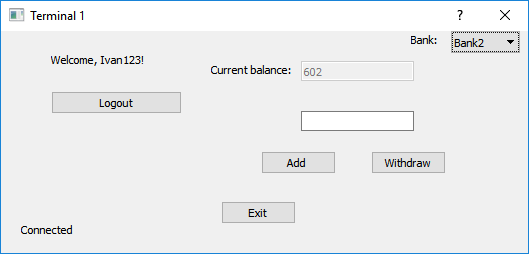 Terminal 1
?
Bank:
Bank2
Welcome, Ivan123!
Current balance:
602
Logout
Add
Withdraw
Exit
Connected